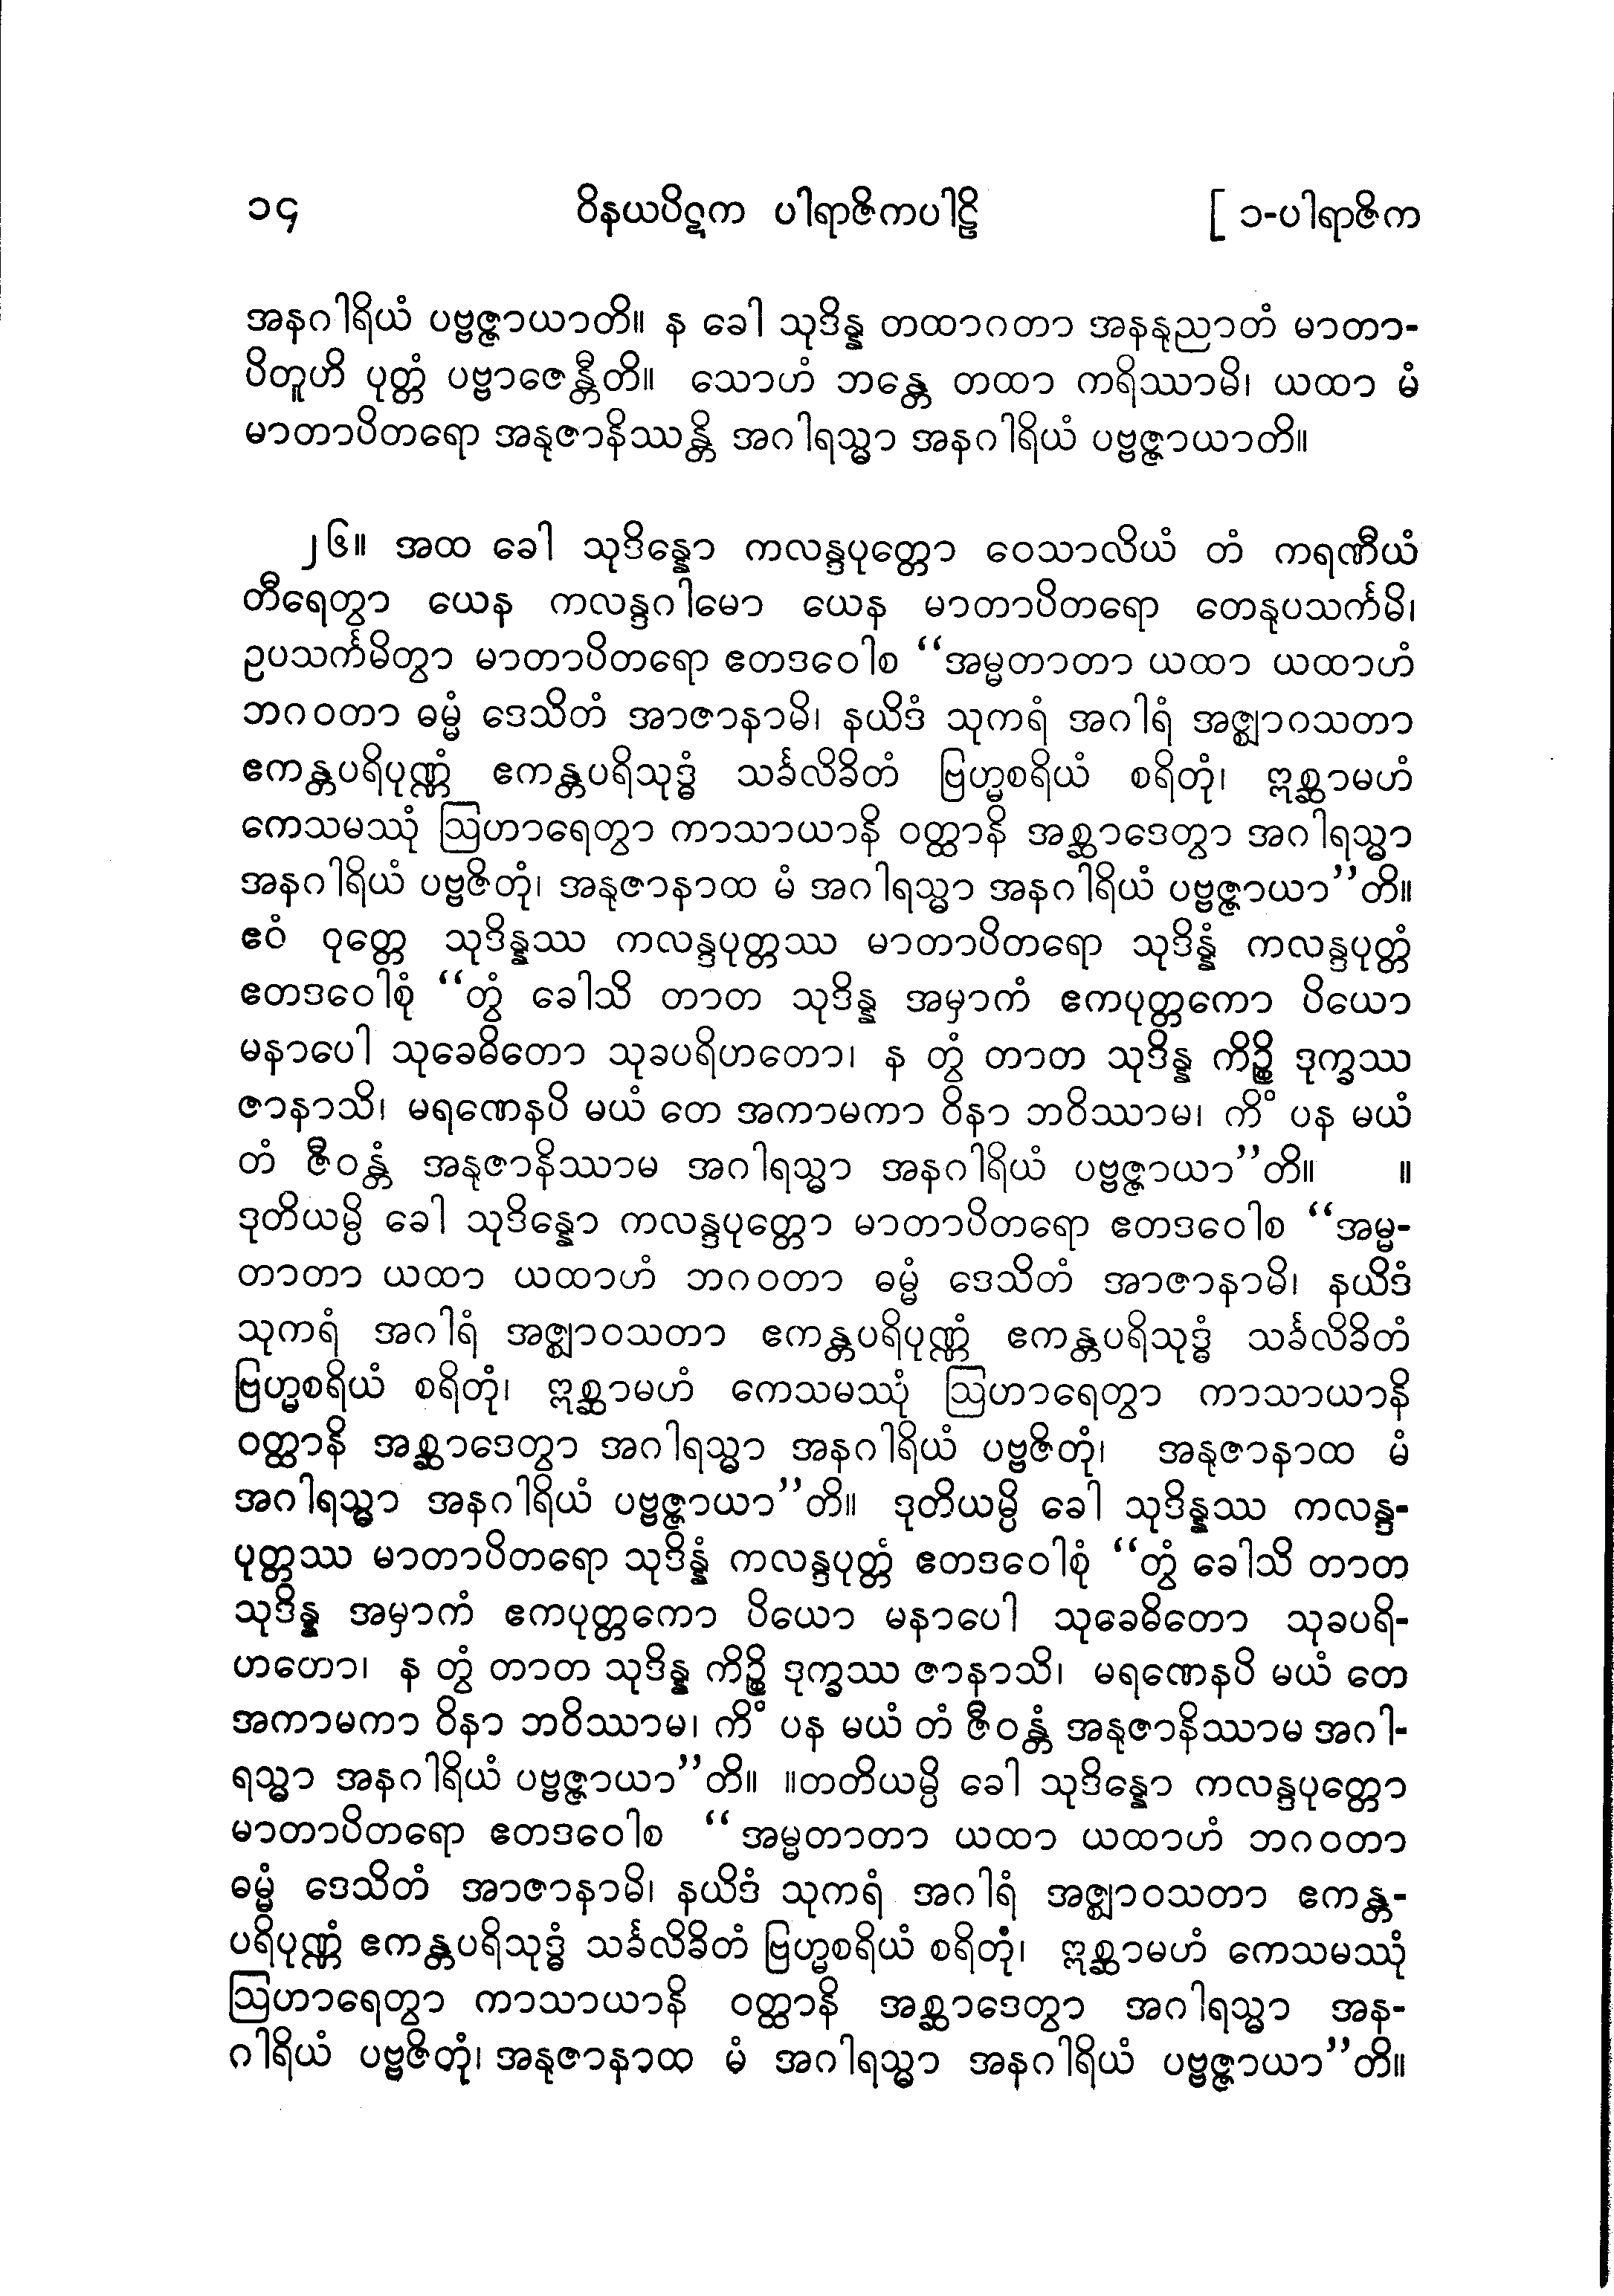 ၁၄ ဝိနယပိဋက ပါရာဇိကပါဠိ [ ၁-ပါရာဇိက
အနဂါရိယံ ပဗ္ဗဇ္ဇာယာတိ။ န ခေါ သုဒိန္န တထာဂတာ အနနုညာတံ မာတာ-
ပိတူဟိ ပုတ္တံ ပဗ္ဗာဇေန္တီတိ။ သောဟံ ဘန္တေ တထာ ကရိဿာမိ၊ ယထာ မံ
မာတာပိတရော အနုဇာနိဿန္တိ အဂါရသ္မာ အနဂါရိယံ ပဗ္ဗဇ္ဇာယာတိ။
၂၆။ အထ ခေါ သုဒိန္နော ကလန္ဒပုတ္တော ဝေသာလိယံ တံ ကရဏီယံ
တီရေတွာ ယေန ကလန္ဒဂါမော ယေန မာတာပိတရော တေနုပသင်္ကမိ၊
ဥပသင်္ကမိတွာ မာတာပိတရော ဧတဒဝေါစ “အမ္မတာတာ ယထာ ယထာဟံ
ဘဂဝတာ ဓမ္မံ ဒေသိတံ အာဇာနာမိ၊ နယိဒံ သုကရံ အဂါရံ အဇ္ဈာဝသတာ
ဧကန္တပရိပုဏ္ဏံ ဧကန္တပရိသုဒ္ဓံ သင်္ခလိခိတံ ဗြဟ္မစရိယံ စရိတုံ၊ ဣစ္ဆာမဟံ
ကေသမဿုံ ဩဟာရေတွာ ကာသာယာနိ ဝတ္ထာနိ အစ္ဆာဒေတွာ အဂါရသ္မာ
အနဂါရိယံ ပဗ္ဗဇိတုံ၊ အနုဇာနာထ မံ အဂါရသ္မာ အနဂါရိယံ ပဗ္ဗဇ္ဇာယာ”တိ။
ဧဝံ ဝုတ္တေ သုဒိန္နဿ ကလန္ဒပုတ္တဿ မာတာပိတရော သုဒိန္နံ ကလန္ဒပုတ္တံ
ဧတဒဝေါစုံ “တွံ ခေါသိ တာတ သုဒိန္န အမှာကံ ဧကပုတ္တကော ပိယော
မနာပေါ သုခေဓိတော သုခပရိဟတော၊ န တွံ တာတ သုဒိန္န ကိဉ္စိ ဒုက္ခဿ
ဇာနာသိ၊ မရဏေနပိ မယံ တေ အကာမကာ ဝိနာ ဘဝိဿာမ၊ ကိံ ပန မယံ
တံ ဇီဝန္တံ အနုဇာနိဿာမ အဂါရသ္မာ အနဂါရိယံ ပဗ္ဗဇ္ဇာယာ”တိ။ ။
ဒုတိယမ္ပိ ခေါ သုဒိန္နော ကလန္ဒပုတ္တော မာတာပိတရော ဧတဒဝေါစ “အမ္မ-
တာတာ ယထာ ယထာဟံ ဘဂဝတာ ဓမ္မံ ဒေသိတံ အာဇာနာမိ၊ နယိဒံ
သုကရံ အဂါရံ အဇ္ဈာဝသတာ ဧကန္တပရိပုဏ္ဏံ ဧကန္တပရိသုဒ္ဓံ သင်္ခလိခိတံ
ဗြဟ္မစရိယံ စရိတုံ၊ ဣစ္ဆာမဟံ ကေသမဿုံ ဩဟာရေတွာ ကာသာယာနိ
ဝတ္ထာနိ အစ္ဆာဒေတွာ အဂါရသ္မာ အနဂါရိယံ ပဗ္ဗဇိတုံ၊ အနုဇာနာထ မံ
အဂါရသ္မာ အနဂါရိယံ ပဗ္ဗဇ္ဇာယာ”တိ။ ဒုတိယမ္ပိ ခေါ သုဒိန္နဿ ကလန္ဒ-
ပုတ္တဿ မာတာပိတရော သုဒိန္နံ ကလန္ဒပုတ္တံ ဧတဒဝေါစုံ “တွံ ခေါသိ တာတ
သုဒိန္န အမှာကံ ဧကပုတ္တကော ပိယော မနာပေါ သုခေဓိတော သုခပရိ-
ဟတော၊ န တွံ တာတ သုဒိန္န ကိဉ္စိ ဒုက္ခဿ ဇာနာသိ၊ မရဏေနပိ မယံ တေ
အကာမကာ ဝိနာ ဘဝိဿာမ၊ ကိံ ပန မယံ တံ ဇီဝန္တံ အနုဇာနိဿာမ အဂါ-
ရသ္မာ အနဂါရိယံ ပဗ္ဗဇ္ဇာယာ”တိ။ ။တတိယမ္ပိ ခေါ သုဒိန္နော ကလန္ဒပုတ္တော
မာတာပိတရော ဧတဒဝေါစ “အမ္မတာတာ ယထာ ယထာဟံ ဘဂဝတာ
ဓမ္မံ ဒေသိတံ အာဇာနာမိ၊ နယိဒံ သုကရံ အဂါရံ အဇ္ဈာဝသတာ ဧကန္တ-
ပရိပုဏ္ဏံ ဧကန္တပရိသုဒ္ဓံ သင်္ခလိခိတံ ဗြဟ္မစရိယံ စရိတုံ၊ ဣစ္ဆာမဟံ ကေသမဿုံ
ဩဟာရေတွာ ကာသာယာနိ ဝတ္ထာနိ အစ္ဆာဒေတွာ အဂါရသ္မာ အန-
ဂါရိယံ ပဗ္ဗဇိတုံ၊ အနုဇာနာထ မံ အဂါရသ္မာ အနဂါရိယံ ပဗ္ဗဇ္ဇာယာ”တိ။